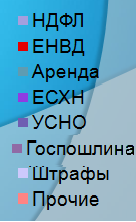 НДФЛ
ЕНВД
Аренда
ЕСХН
УСНО
Госпошлина
Штрафы
Прочие